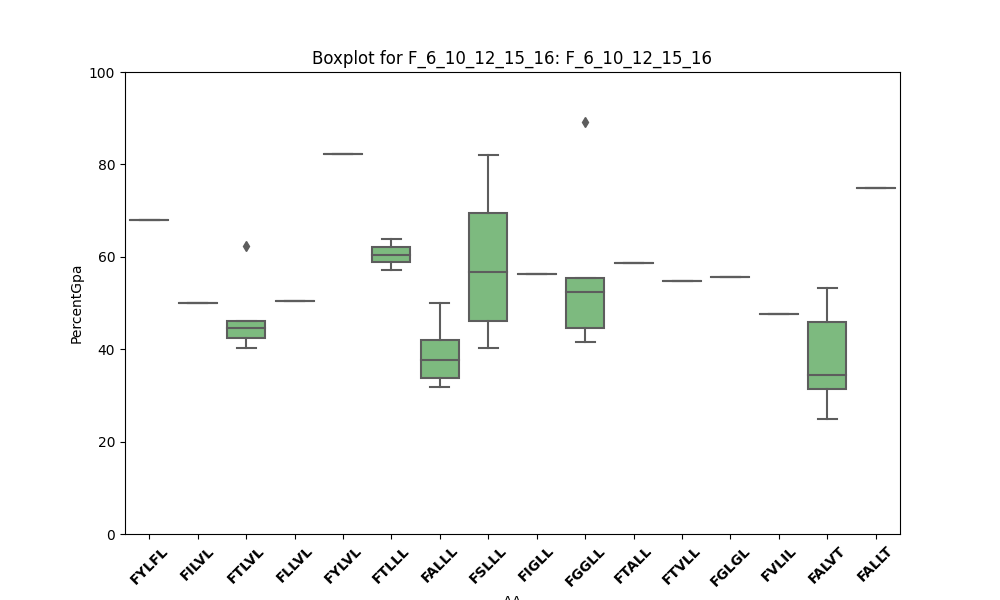 Boxplot for F_6_10_12_15_16: F_6_10_12_15_16
100
80
60
40
20
0
PercentGpa
FYLFL FILVL FTLVL FLLVL FYLVL FTLLL FALLL FSLLL FIGLL FGGLL FTALL FTVLL FGLGL FVLIL FALVT FALLT
AA